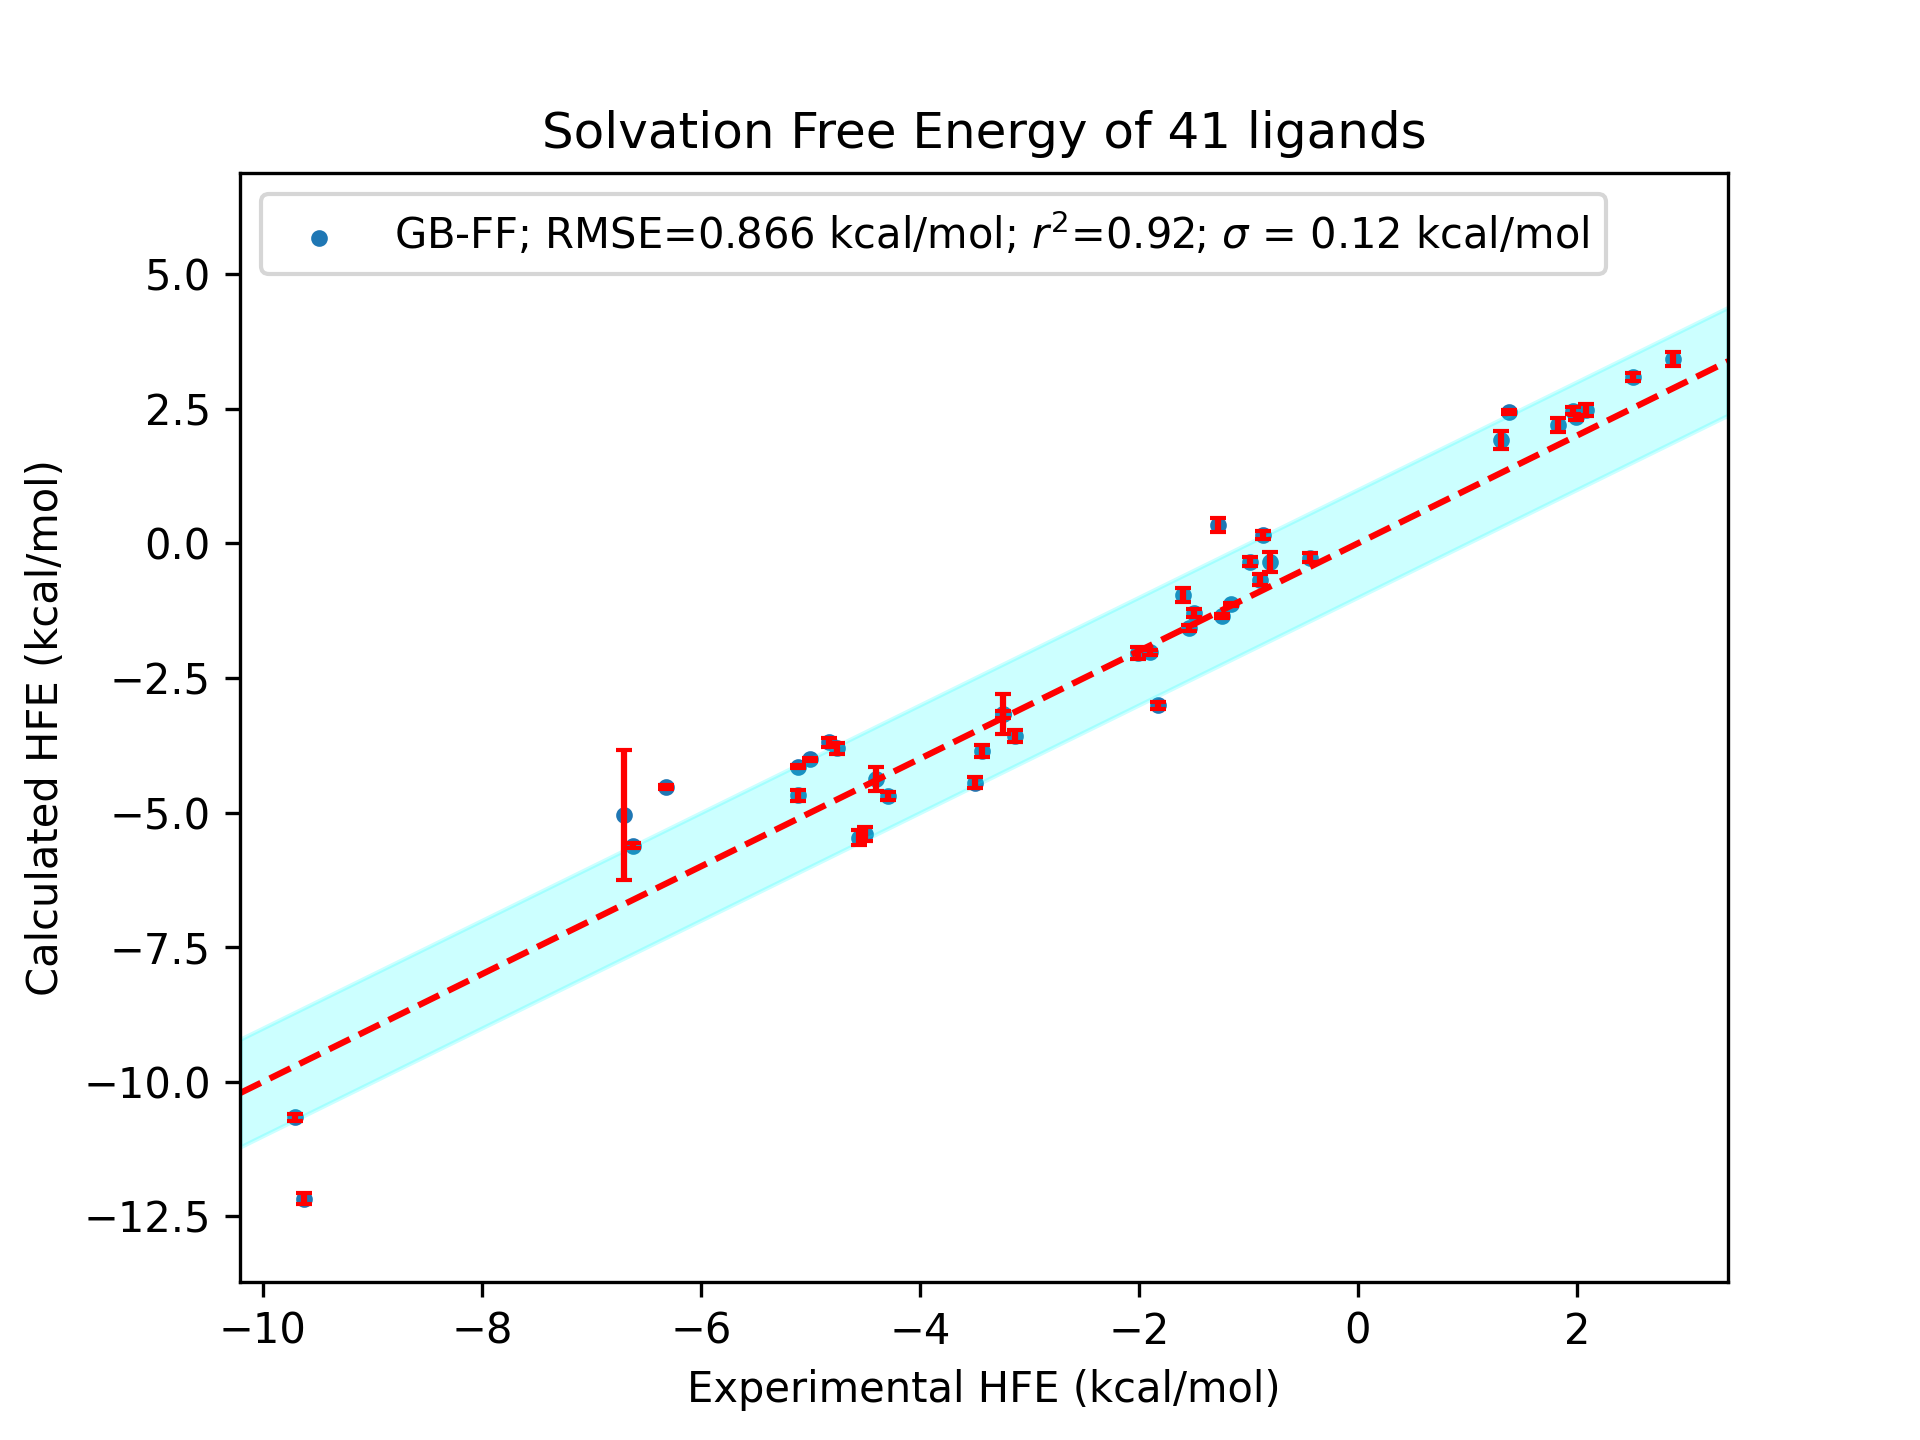 Solvation Free Energy of 41 ligands
GB-FF; RMSE=0.866 kcal/mol; r²=0.92; σ = 0.12 kcal/mol
5.0
2.5
0.0
−2.5
−5.0
−7.5
−10.0
−12.5
Calculated HFE (kcal/mol)
−10 −8 −6 −4 −2 0 2
Experimental HFE (kcal/mol)